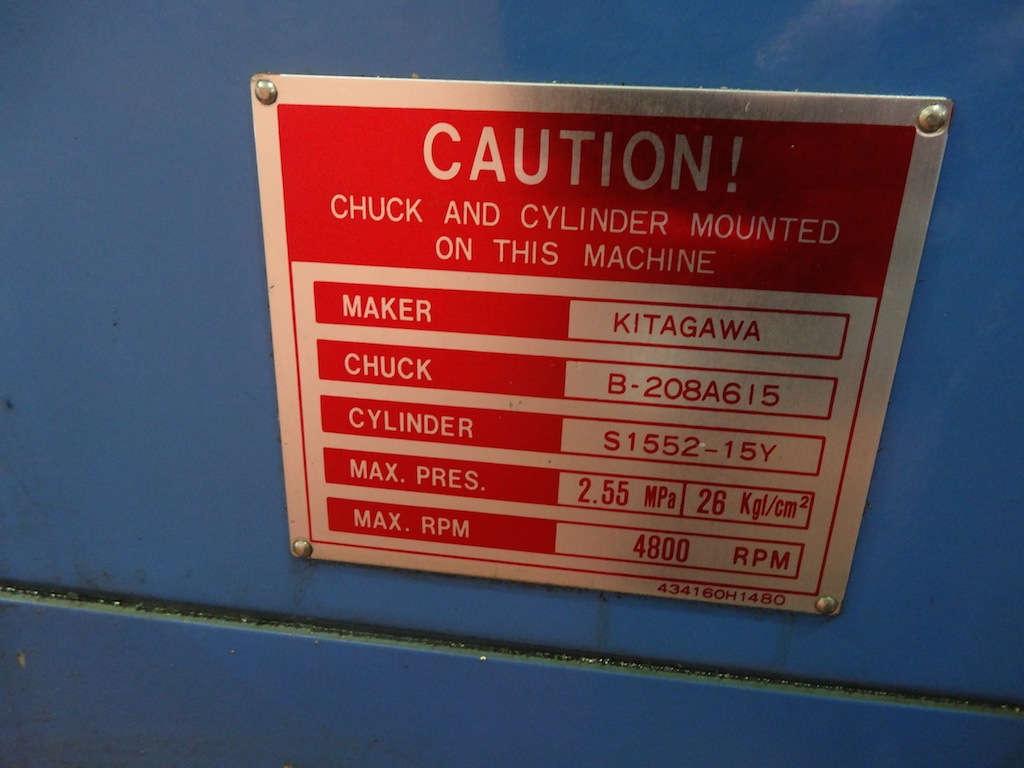 CAUTION!
CHUCK AND CYLINDER MOUNTED
ON THIS MACHINE
MAKER KITAGAWA
CHUCK B-208A615
CYLINDER S1552-15Y
MAX. PRES. 2.55 MPa 26 Kgf/cm²
MAX. RPM 4800 RPM
434160H1480